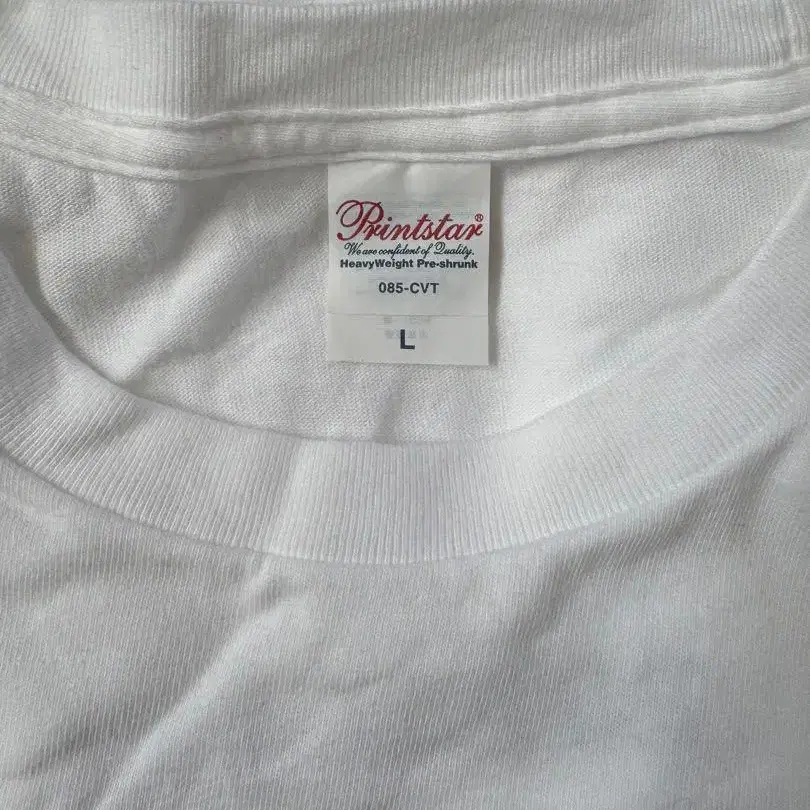 Printstar®
We are confident of Quality.
HeavyWeight Pre-shrunk
085-CVT
L